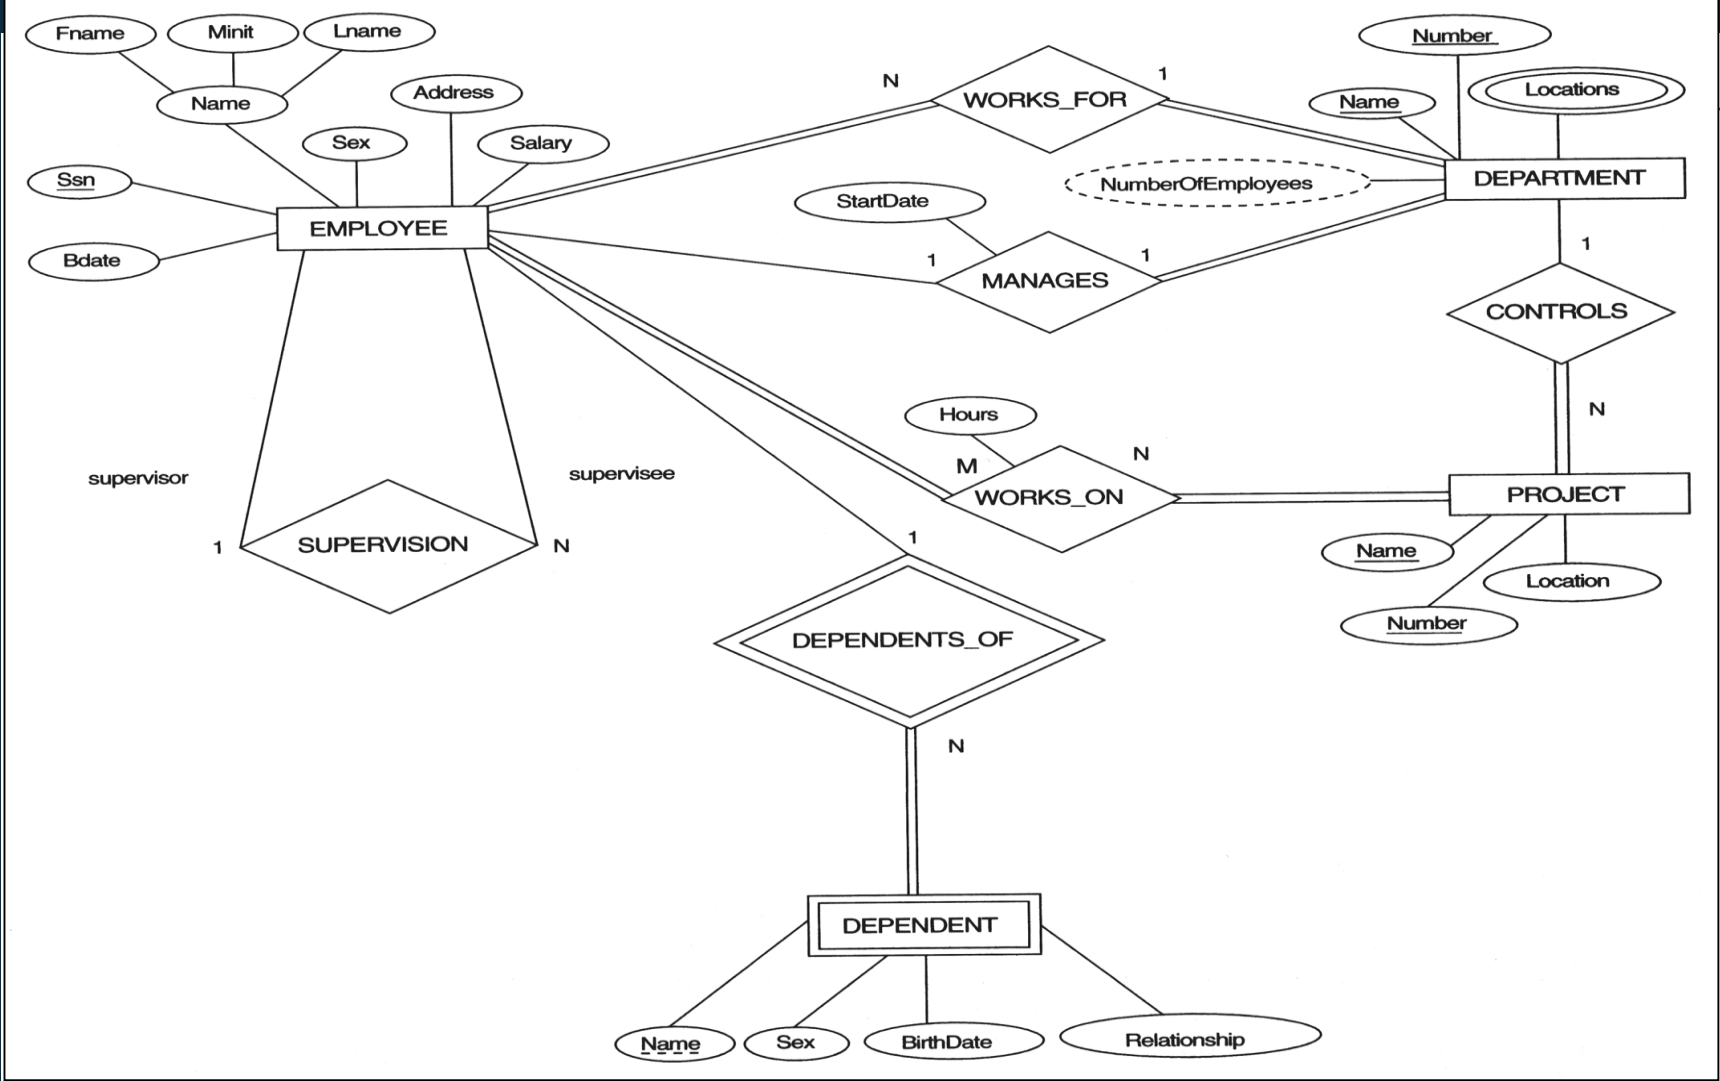 Fname
Minit
Lname
Name
Address
Sex
Salary
Ssn
Bdate
EMPLOYEE
N
WORKS_FOR
1
Number
Name
Locations
NumberOfEmployees
DEPARTMENT
StartDate
1
MANAGES
1
1
CONTROLS
N
Hours
M
WORKS_ON
N
PROJECT
Name
Number
Location
supervisor
supervisee
1
SUPERVISION
N
1
DEPENDENTS_OF
N
DEPENDENT
Name
Sex
BirthDate
Relationship